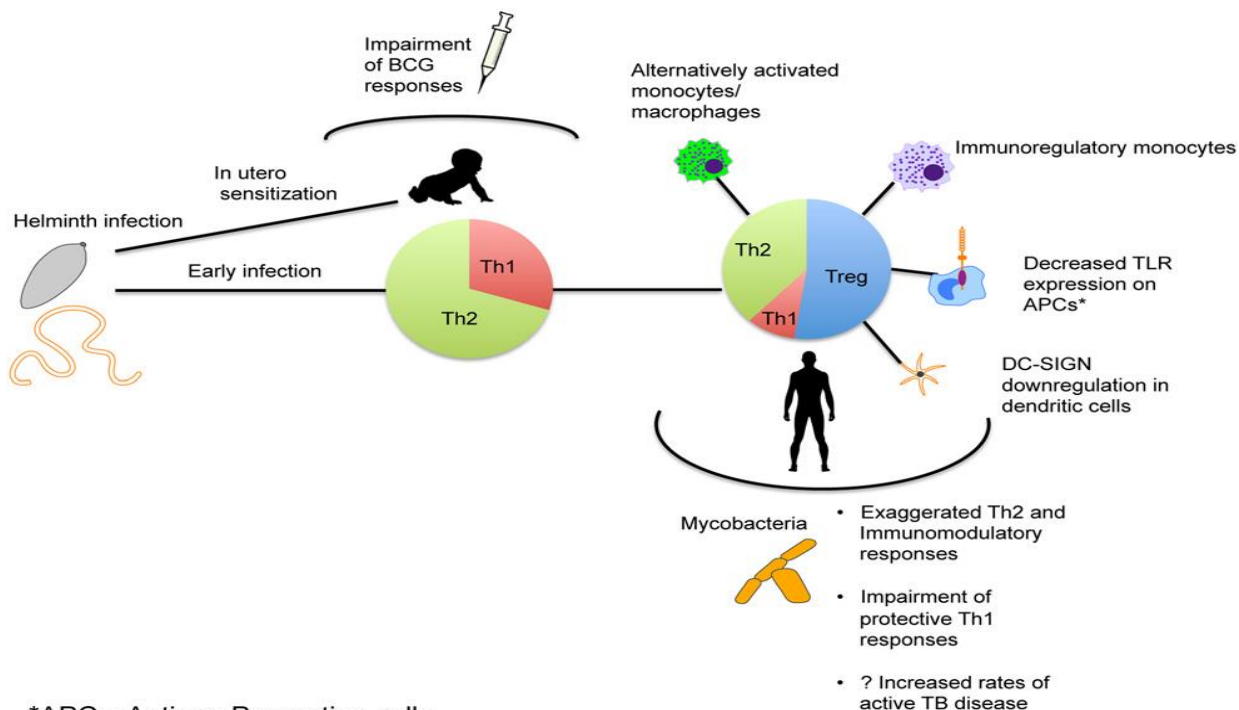 Impairment
of BCG
responses
In utero
sensitization
Helminth infection
Early infection
Th1
Th2
Alternatively activated
monocytes/
macrophages
Immunoregulatory monocytes
Th2
Treg
Th1
Decreased TLR
expression on
APCs*
DC-SIGN
downregulation in
dendritic cells
Mycobacteria
• Exaggerated Th2 and
Immunomodulatory
responses
• Impairment of
protective Th1
responses
• ? Increased rates of
active TB disease